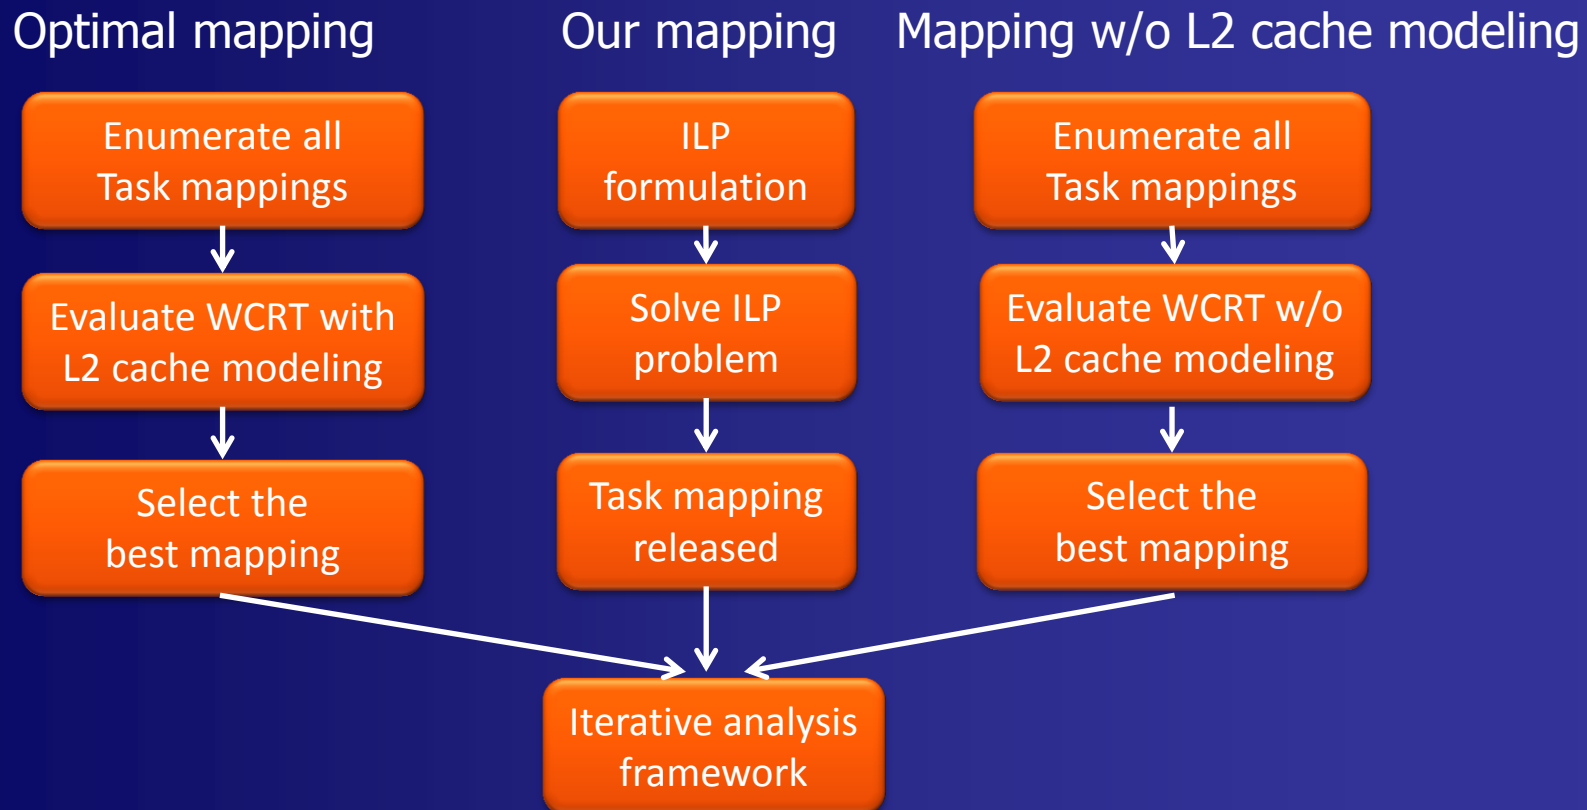 Optimal mapping
Our mapping
Mapping w/o L2 cache modeling
Enumerate all
Task mappings
Evaluate WCRT with
L2 cache modeling
Select the
best mapping
ILP
formulation
Solve ILP
problem
Task mapping
released
Enumerate all
Task mappings
Evaluate WCRT w/o
L2 cache modeling
Select the
best mapping
Iterative analysis
framework